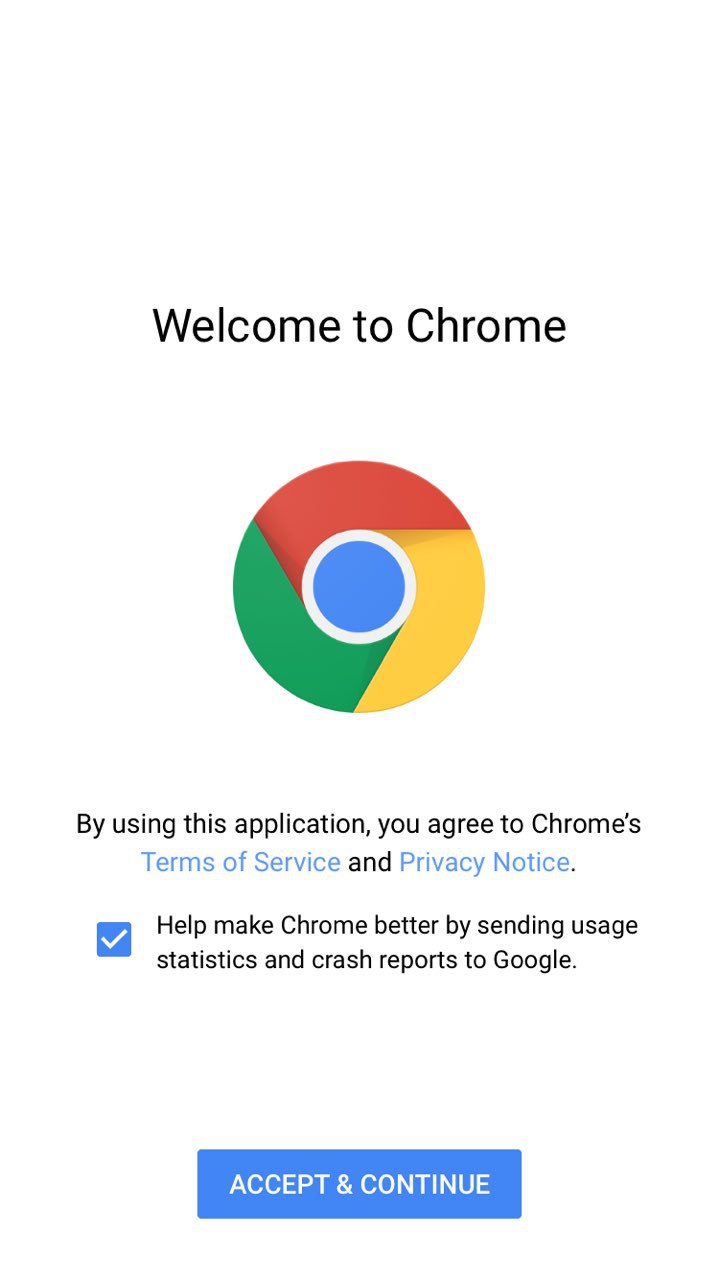 Welcome to Chrome
By using this application, you agree to Chrome’s
Terms of Service and Privacy Notice.
Help make Chrome better by sending usage
statistics and crash reports to Google.
ACCEPT & CONTINUE